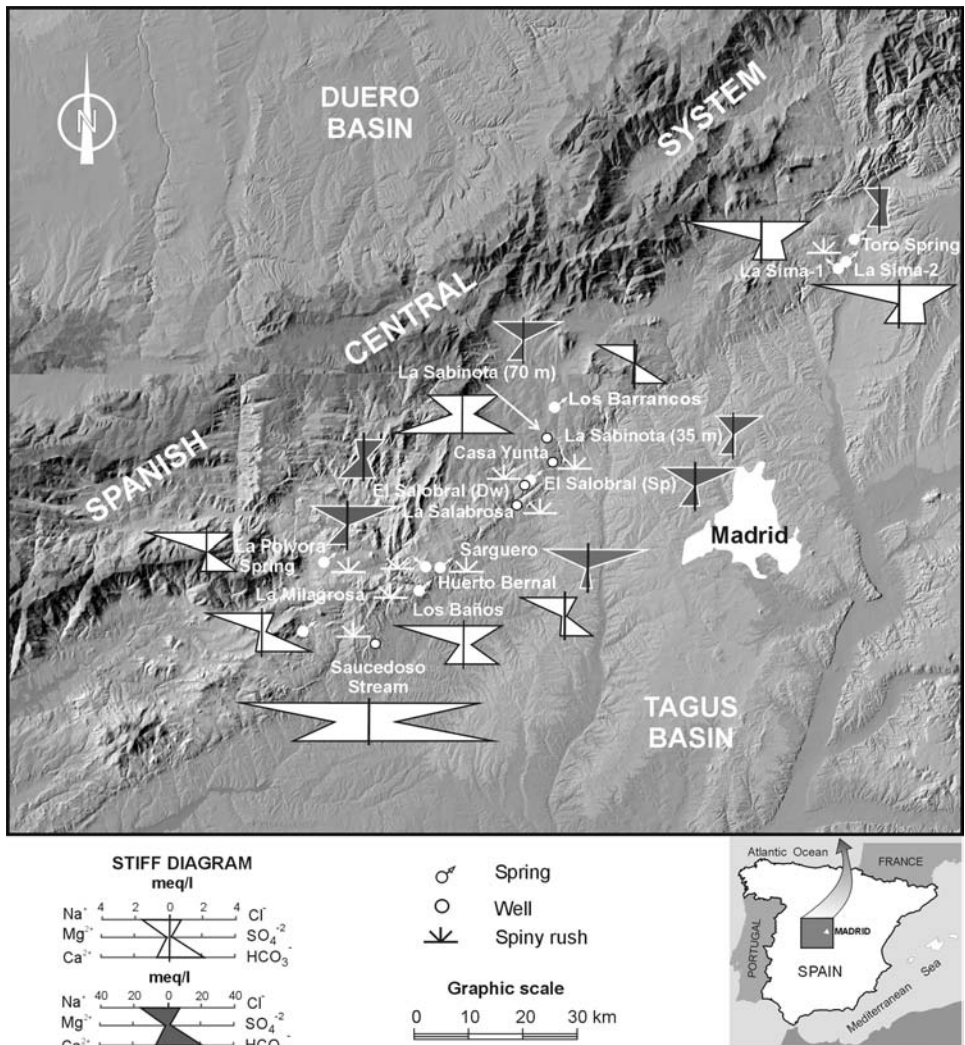 N
DUERO
BASIN
SPANISH
CENTRAL
SYSTEM
Toro Spring
La Sima-1
La Sima-2
La Sabinota (70 m)
Los Barrancos
La Sabinota (35 m)
Casa Yunta
El Salobral (Dw)
El Salobral (Sp)
La Salabrosa
Madrid
La Polvora
Spring
Sarguero
Huerto Bernal
La Milagrosa
Los Baños
Saucedoso
Stream
TAGUS
BASIN
STIFF DIAGRAM
meq/l
4 2 0 2 4
Na⁺ Cl⁻
Mg²⁺ SO₄⁻²
Ca²⁺ HCO₃⁻
meq/l
40 20 0 20 40
Na⁺ Cl⁻
Mg²⁺ SO₄⁻²
Ca²⁺ HCO
Spring
Well
Spiny rush
Graphic scale
0 10 20 30 km
Atlantic Ocean
FRANCE
PORTUGAL
MADRID
SPAIN
Mediterranean Sea